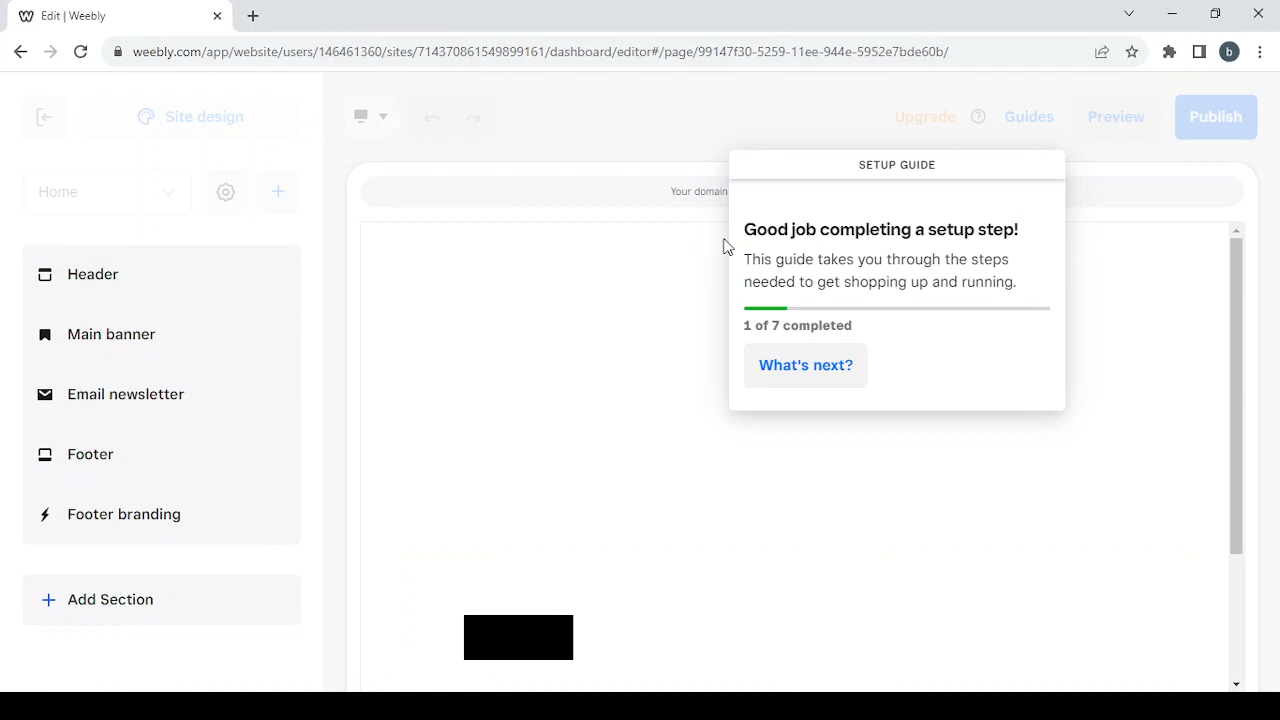 Edit | Weebly
weebly.com/app/website/users/146461360/sites/714370861549899161/dashboard/editor#/page/99147f30-5259-11ee-944e-5952e7bde60b/
b
Site design
Upgrade
Guides
Preview
Publish
Home
SETUP GUIDE
Your domain
Good job completing a setup step!
This guide takes you through the steps
needed to get shopping up and running.
1 of 7 completed
What's next?
Header
Main banner
Email newsletter
Footer
Footer branding
Add Section